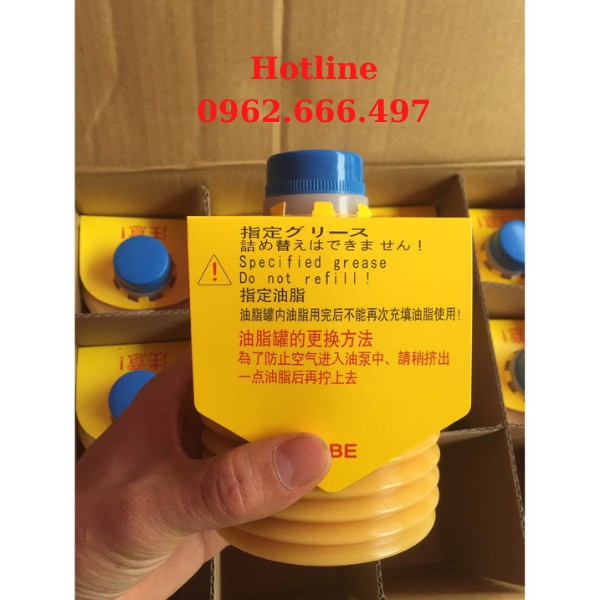 Hotline
0962.666.497
指定グリース
詰め替えはできません!
Specified grease
Do not refill!
指定油脂
油脂罐内油脂用完后不能再次充填油脂使用!
油脂罐的更换方法
為了防止空气进入油泵中、請稍挤出
一点油脂后再拧上去
BE
注意!
注意!